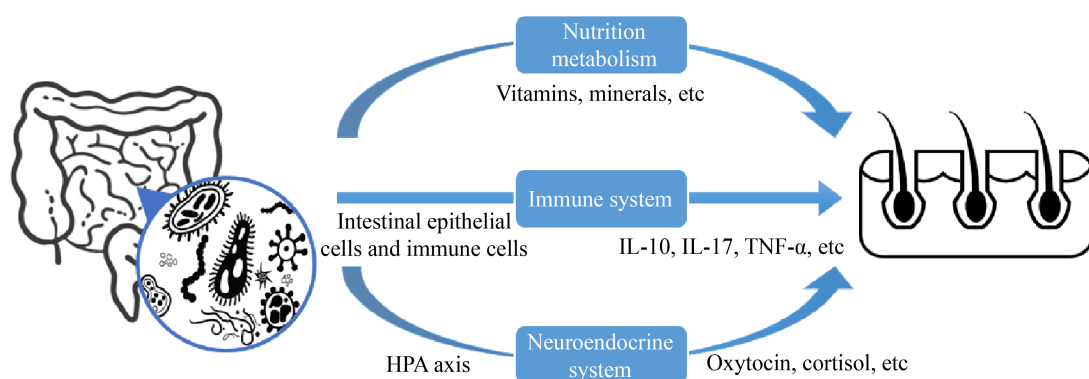 Nutrition
metabolism
Vitamins, minerals, etc
Immune system
Intestinal epithelial
cells and immune cells
IL-10, IL-17, TNF-α, etc
Neuroendocrine
system
HPA axis
Oxytocin, cortisol, etc